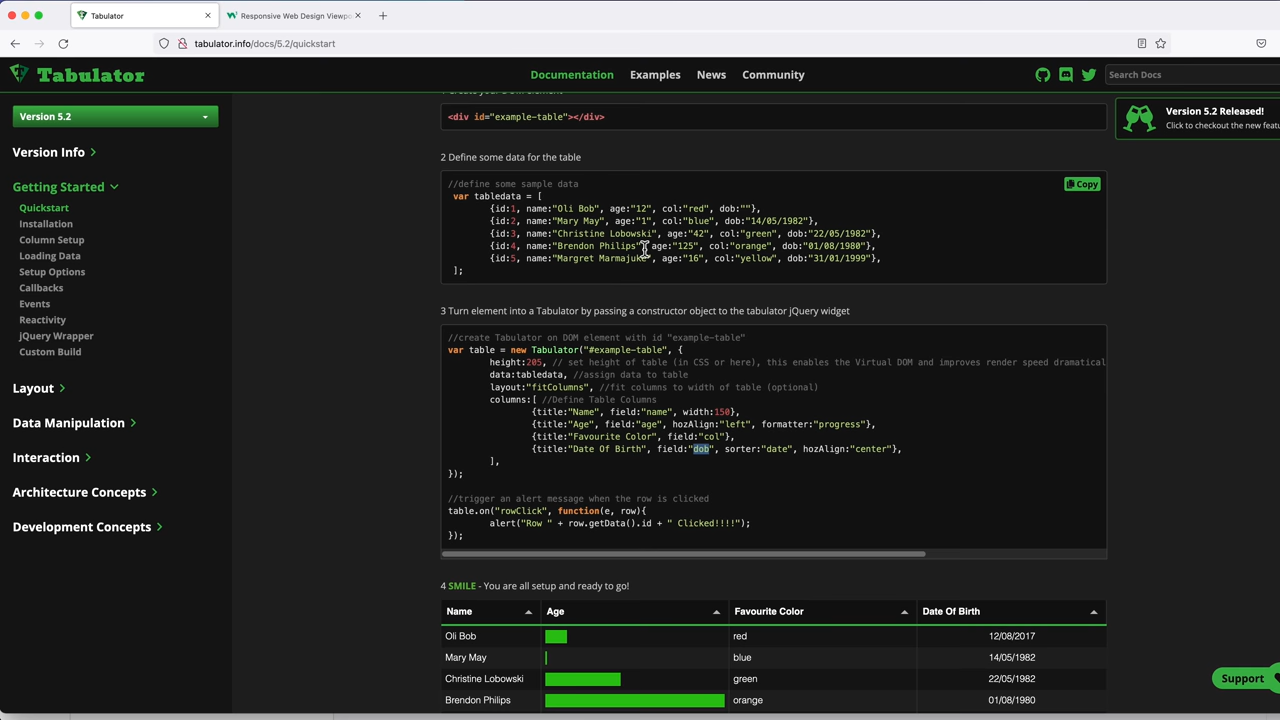 Tabulator
Responsive Web Design Viewpo
tabulator.info/docs/5.2/quickstart
Tabulator
Documentation
Examples
News
Community
Search Docs
Version 5.2
Version 5.2 Released!
Click to checkout the new featu
Version Info
Getting Started
Quickstart
Installation
Column Setup
Loading Data
Setup Options
Callbacks
Events
Reactivity
jQuery Wrapper
Custom Build
Layout
Data Manipulation
Interaction
Architecture Concepts
Development Concepts
<div id="example-table"></div>
2 Define some data for the table
Copy
//define some sample data
var tabledata = [
{id:1, name:"Oli Bob", age:"12", col:"red", dob:""},
{id:2, name:"Mary May", age:"1", col:"blue", dob:"14/05/1982"},
{id:3, name:"Christine Lobowski", age:"42", col:"green", dob:"22/05/1982"},
{id:4, name:"Brendon Philips", age:"125", col:"orange", dob:"01/08/1980"},
{id:5, name:"Margret Marmajuke", age:"16", col:"yellow", dob:"31/01/1999"},
];
3 Turn element into a Tabulator by passing a constructor object to the tabulator jQuery widget
//create Tabulator on DOM element with id "example-table"
var table = new Tabulator("#example-table", {
height:205, // set height of table (in CSS or here), this enables the Virtual DOM and improves render speed dramatical
data:tabledata, //assign data to table
layout:"fitColumns", //fit columns to width of table (optional)
columns:[ //Define Table Columns
{title:"Name", field:"name", width:150},
{title:"Age", field:"age", hozAlign:"left", formatter:"progress"},
{title:"Favourite Color", field:"col"},
{title:"Date Of Birth", field:"dob", sorter:"date", hozAlign:"center"},
],
});
//trigger an alert message when the row is clicked
table.on("rowClick", function(e, row){
alert("Row " + row.getData().id + " Clicked!!!!");
});
4 SMILE - You are all setup and ready to go!
Name Age Favourite Color Date Of Birth
Oli Bob red 12/08/2017
Mary May blue 14/05/1982
Christine Lobowski green 22/05/1982
Brendon Philips orange 01/08/1980
Support